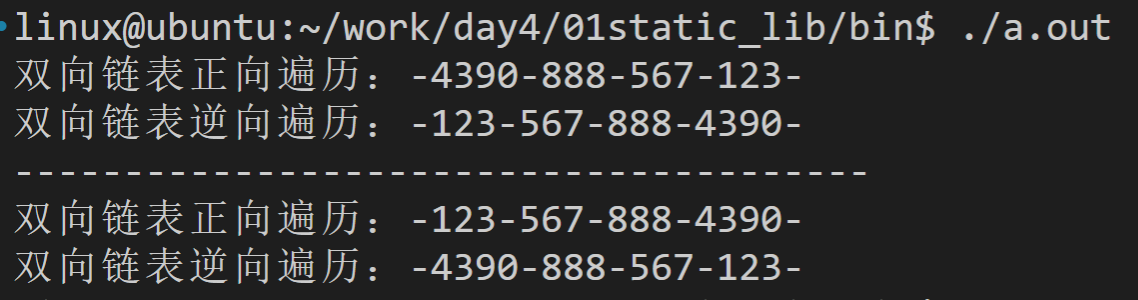 linux@ubuntu:~/work/day4/01static_lib/bin$ ./a.out
双向链表正向遍历：-4390-888-567-123-
双向链表逆向遍历：-123-567-888-4390-
---------------------------------------
双向链表正向遍历：-123-567-888-4390-
双向链表逆向遍历：-4390-888-567-123-